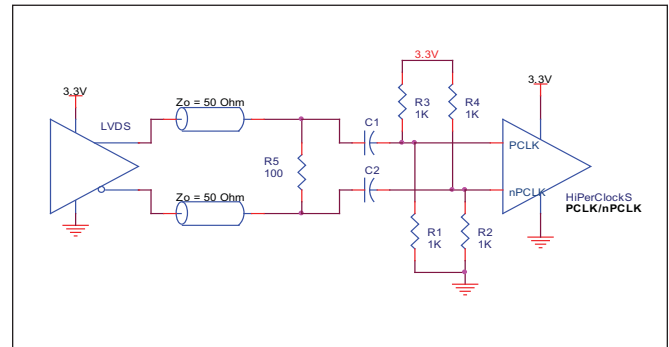 3.3V
3.3V
3.3V
Zo = 50 Ohm
LVDS
R3
1K
R4
1K
C1
PCLK
R5
100
C2
nPCLK
Zo = 50 Ohm
HiPerClockS
PCLK/nPCLK
R1
1K
R2
1K